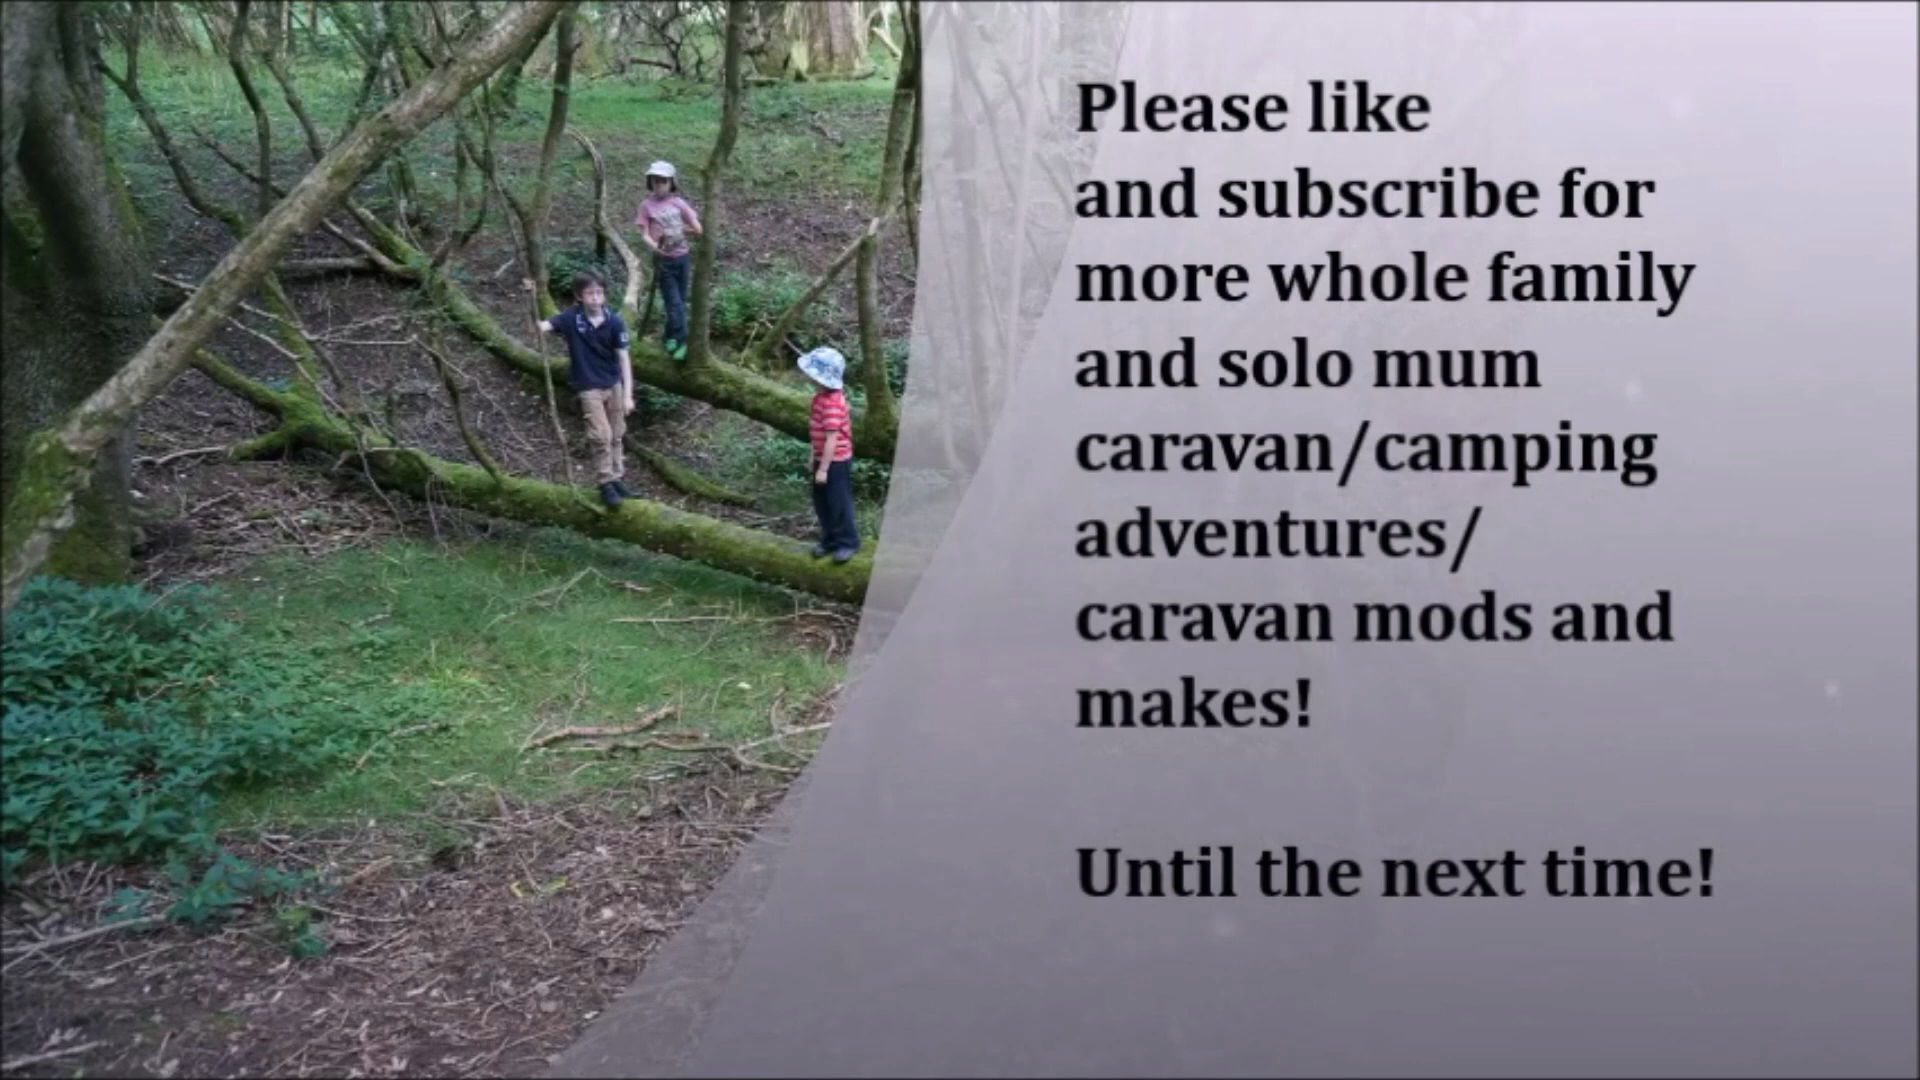 Please like
and subscribe for
more whole family
and solo mum
caravan/camping
adventures/
caravan mods and
makes!
Until the next time!